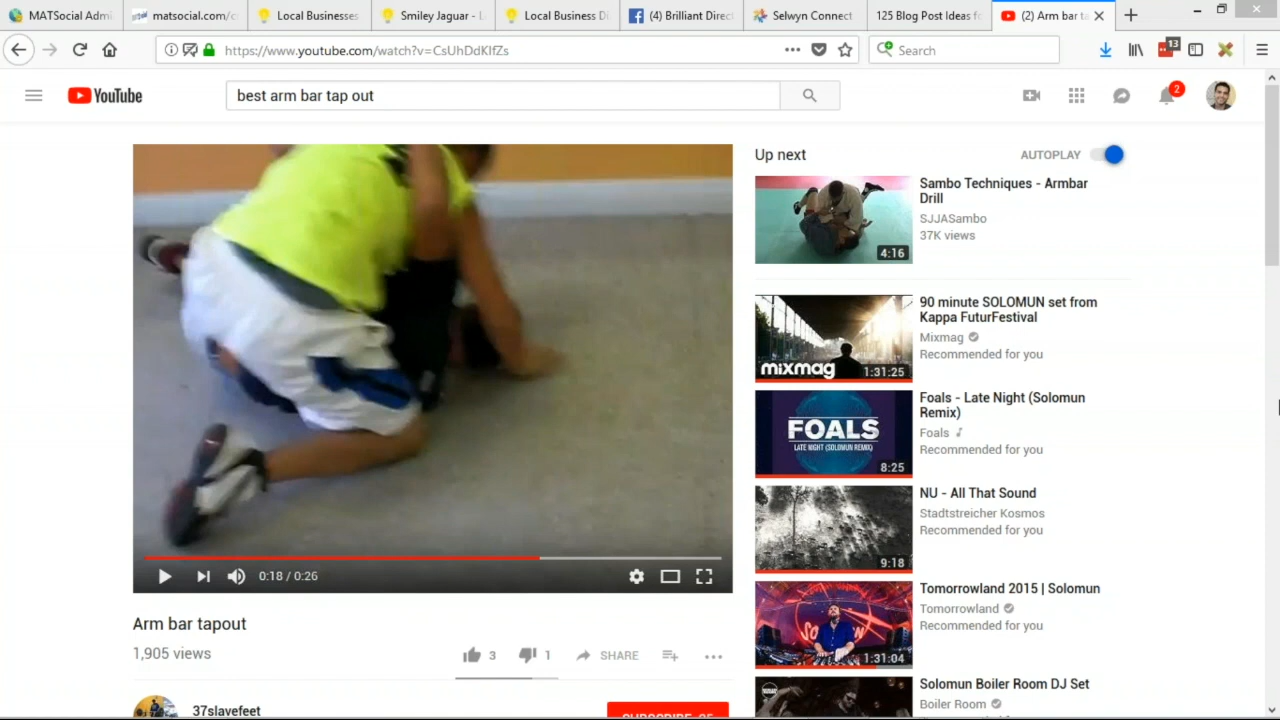 MATSocial Admi
matsocial.com/c
Loca
Smiley Jaguar - L
Local Business Di
(4) Brilliant Direct
Selwyn Connect
125 Blog Post Ideas fo
(2) Arm bar ta
https://www.youtube.com/watch?v=CsUhDdKlfZs
Search
13
YouTube
best arm bar tap out
2
Up next
AUTOPLAY
Sambo Techniques - Armbar
Drill
SJJASambo
37K views
4:16
90 minute SOLOMUN set from
Kappa FuturFestival
Mixmag
Recommended for you
mixmag
1:31:25
Foals - Late Night (Solomun
Remix)
Foals
Recommended for you
FOALS
LATE NIGHT (SOLOMUN REMIX)
8:25
NU - All That Sound
Stadtstreicher Kosmos
Recommended for you
9:18
Tomorrowland 2015 | Solomun
Tomorrowland
Recommended for you
1:31:04
Solomun Boiler Room DJ Set
Boiler Room
0:18 / 0:26
Arm bar tapout
1,905 views
3
1
SHARE
37slavefeet
SUBSCRIBE